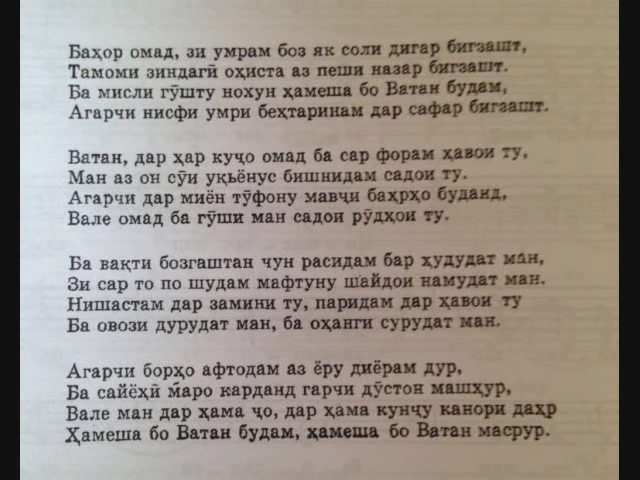 Баҳор омад, зи умрам боз як соли дигар бигзашт,
Тамоми зиндагӣ оҳиста аз пеши назар бигзашт.
Ба мисли гӯшту нохун ҳамеша бо Ватан будам,
Агарчи нисфи умри беҳтаринам дар сафар бигзашт.
Ватан, дар ҳар куҷо омад ба сар форам ҳавои ту,
Ман аз он сӯи уқьёнус бишнидам садои ту.
Агарчи дар миён тӯфону мавҷи баҳрҳо буданд,
Вале омад ба гӯши ман садои рӯдҳои ту.
Ба вақти бозгаштан чун расидам бар ҳудудат ман,
Зи сар то по шудам мафтуну шайдои намудат ман.
Нишастам дар замини ту, паридам дар ҳавои ту
Ба овози дурудат ман, ба оҳанги сурудат ман.
Агарчи борҳо афтодам аз ёру диёрам дур,
Ба сайёҳӣ маро карданд гарчи дӯстон машҳур,
Вале ман дар ҳама ҷо, дар ҳама кунҷу канори даҳр
Ҳамеша бо Ватан будам, ҳамеша бо Ватан масрур.